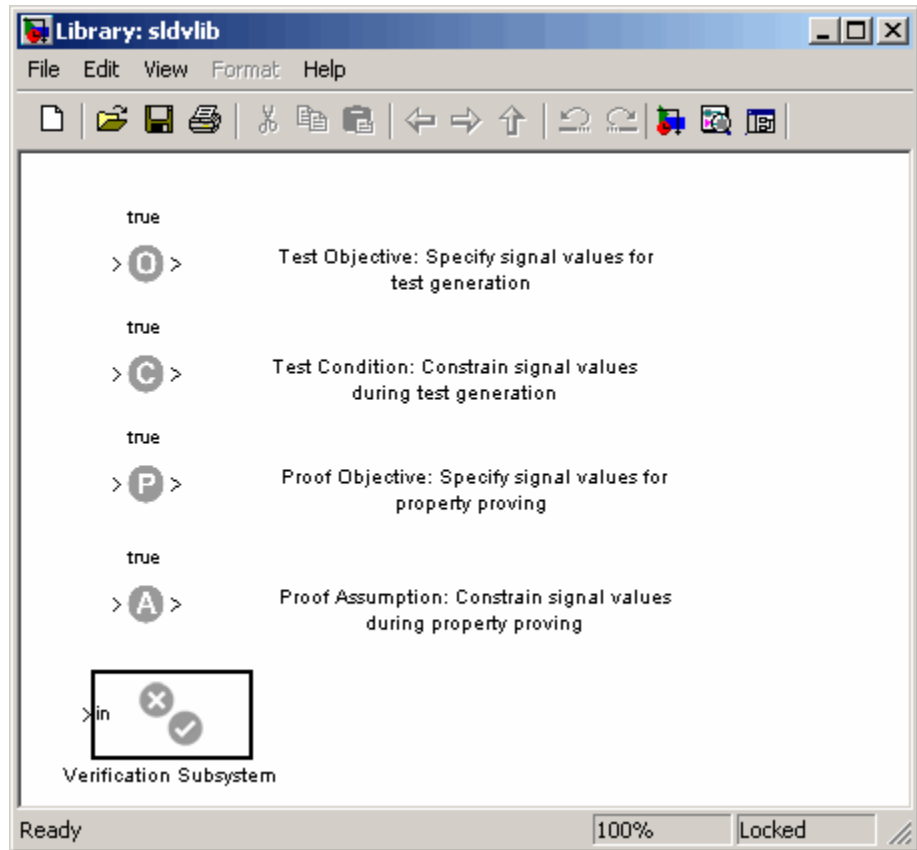 Library: sldvlib
File Edit View Format Help
true
O
Test Objective: Specify signal values for
test generation
true
C
Test Condition: Constrain signal values
during test generation
true
P
Proof Objective: Specify signal values for
property proving
true
A
Proof Assumption: Constrain signal values
during property proving
in
Verification Subsystem
Ready 100% Locked